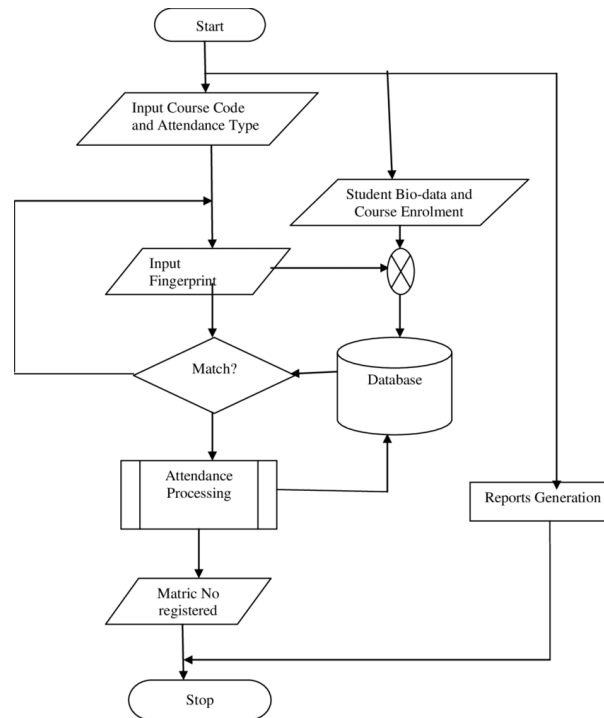 Start
Input Course Code
and Attendance Type
Student Bio-data and
Course Enrolment
Input
Fingerprint
Match?
Database
Attendance
Processing
Reports Generation
Matric No
registered
Stop